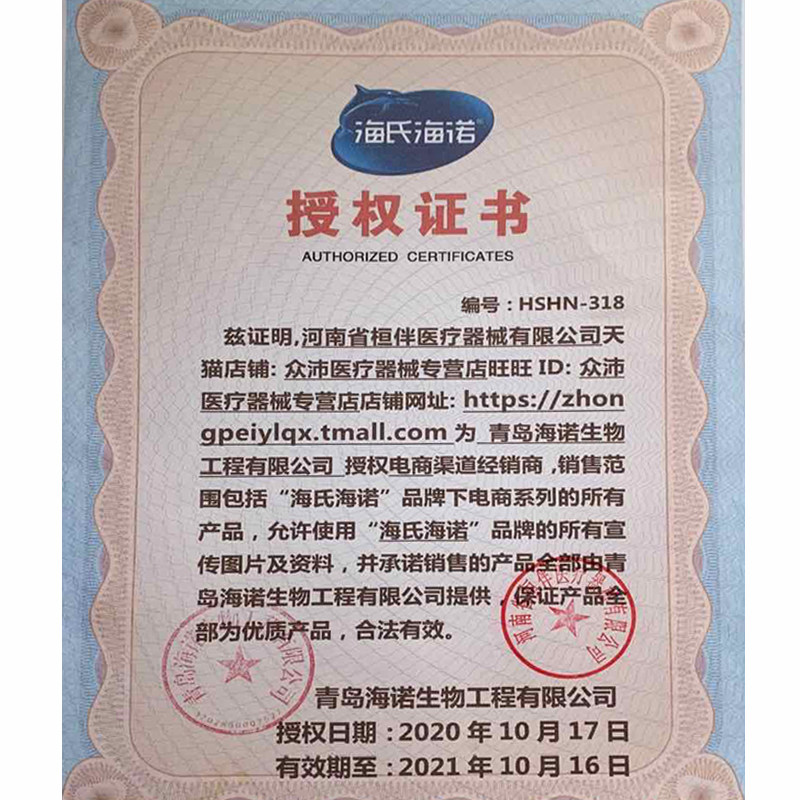 海氏海诺
授权证书
AUTHORIZED CERTIFICATES
编号：HSHN-318
兹证明,河南省桓伴医疗器械有限公司天
猫店铺: 众沛医疗器械专营店旺旺 ID: 众沛
医疗器械专营店店铺网址: https://zhon
gpeiylqx.tmall.com 为 青岛海诺生物
工程有限公司 授权电商渠道经销商 ,销售范
围包括“海氏海诺”品牌下电商系列的所有
产品，允许使用“海氏海诺”品牌的所有宣
传图片及资料，并承诺销售的产品全部由青
岛海诺生物工程有限公司提供，保证产品全
部为优质产品，合法有效。
青岛海诺生物工程有限公司
授权日期：2020 年 10 月 17 日
有效期至：2021 年 10 月 16 日